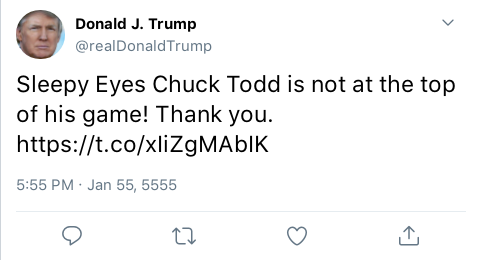 Donald J. Trump
@realDonaldTrump
Sleepy Eyes Chuck Todd is not at the top
of his game! Thank you.
https://t.co/xIiZgMAbIK
5:55 PM · Jan 55, 5555